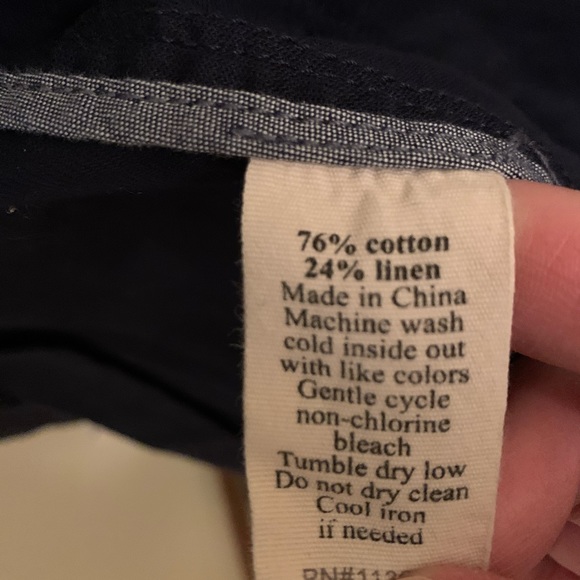 76% cotton
24% linen
Made in China
Machine wash
cold inside out
with like colors
Gentle cycle
non-chlorine
bleach
Tumble dry low
Do not dry clean
Cool iron
if needed